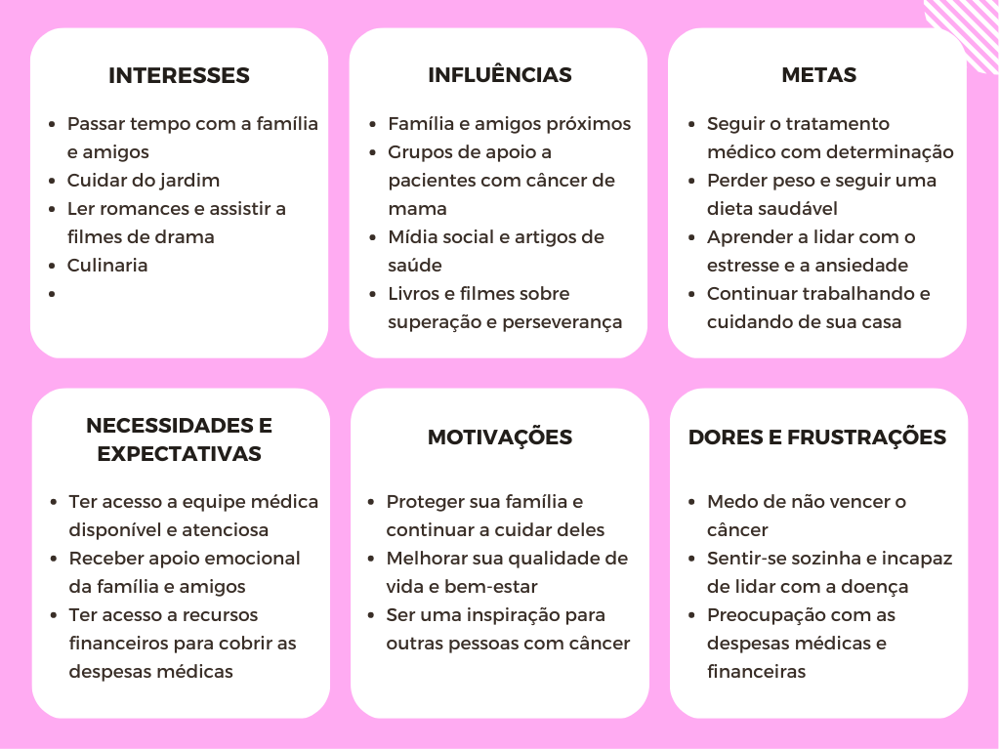 INTERESSES
• Passar tempo com a família
e amigos
• Cuidar do jardim
• Ler romances e assistir a
filmes de drama
• Culinaria
•
INFLUÊNCIAS
• Família e amigos próximos
• Grupos de apoio a
pacientes com câncer de
mama
• Mídia social e artigos de
saúde
• Livros e filmes sobre
superação e perseverança
METAS
• Seguir o tratamento
médico com determinação
• Perder peso e seguir uma
dieta saudável
• Aprender a lidar com o
estresse e a ansiedade
• Continuar trabalhando e
cuidando de sua casa
NECESSIDADES E
EXPECTATIVAS
• Ter acesso a equipe médica
disponível e atenciosa
• Receber apoio emocional
da família e amigos
• Ter acesso a recursos
financeiros para cobrir as
despesas médicas
MOTIVAÇÕES
• Proteger sua família e
continuar a cuidar deles
• Melhorar sua qualidade de
vida e bem-estar
• Ser uma inspiração para
outras pessoas com câncer
DORES E FRUSTRAÇÕES
• Medo de não vencer o
câncer
• Sentir-se sozinha e incapaz
de lidar com a doença
• Preocupação com as
despesas médicas e
financeiras